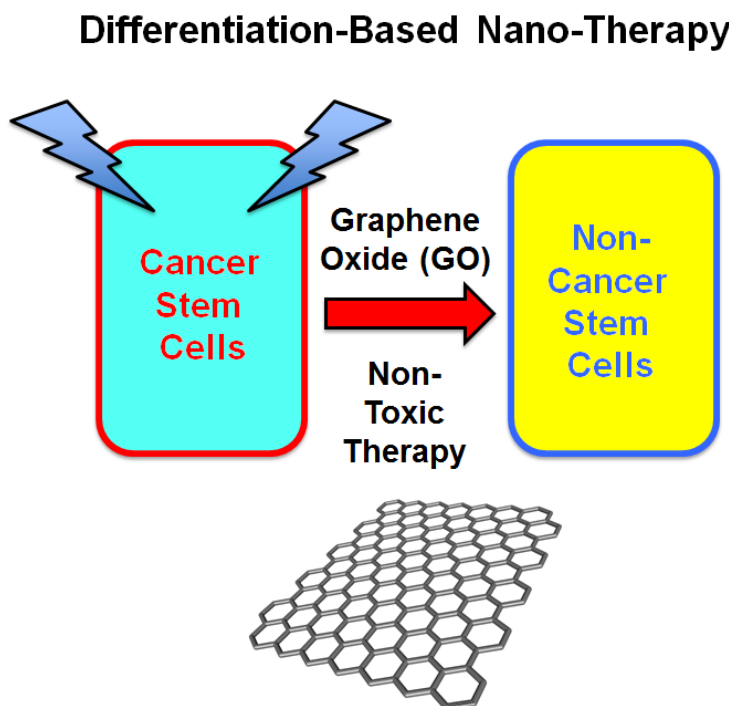 Differentiation-Based Nano-Therapy
Cancer
Stem
Cells
Graphene
Oxide (GO)
Non-
Toxic
Therapy
Non-
Cancer
Stem
Cells